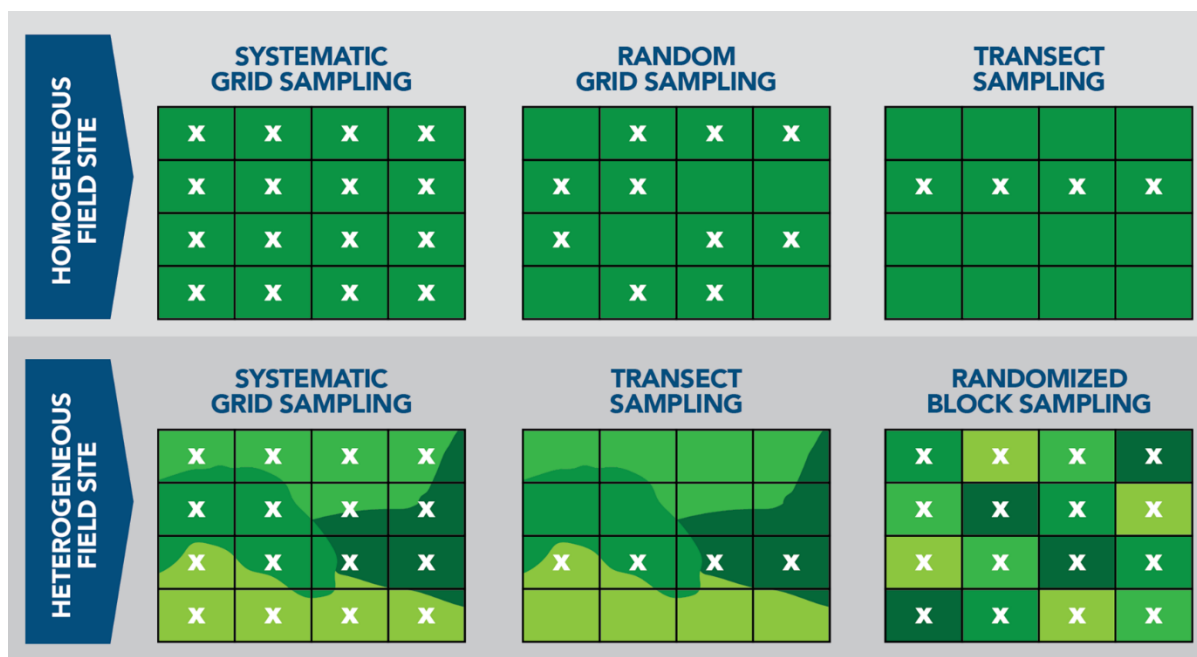 HOMOGENEOUS
FIELD SITE
SYSTEMATIC
GRID SAMPLING
X X X X
X X X X
X X X X
X X X X
RANDOM
GRID SAMPLING
X X X
X X
X X X
X X
TRANSECT
SAMPLING
X X X X
HETEROGENEOUS
FIELD SITE
SYSTEMATIC
GRID SAMPLING
X X X X
X X X X
X X X X
X X X X
TRANSECT
SAMPLING
X X X X
RANDOMIZED
BLOCK SAMPLING
X X X X
X X X X
X X X X
X X X X